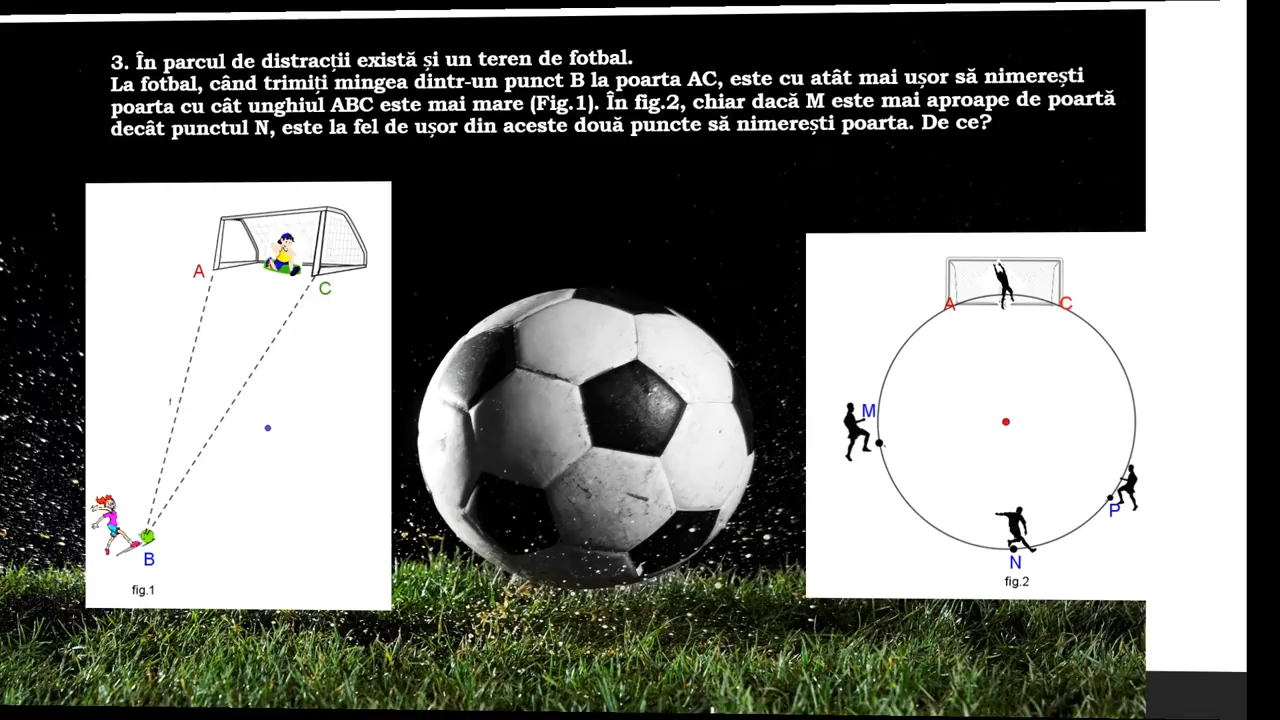 3. În parcul de distracții există și un teren de fotbal.
La fotbal, când trimiți mingea dintr-un punct B la poarta AC, este cu atât mai ușor să nimerești
poarta cu cât unghiul ABC este mai mare (Fig.1). În fig.2, chiar dacă M este mai aproape de poartă
decât punctul N, este la fel de ușor din aceste două puncte să nimerești poarta. De ce?
A
C
B
fig.1
A
C
M
P
N
fig.2